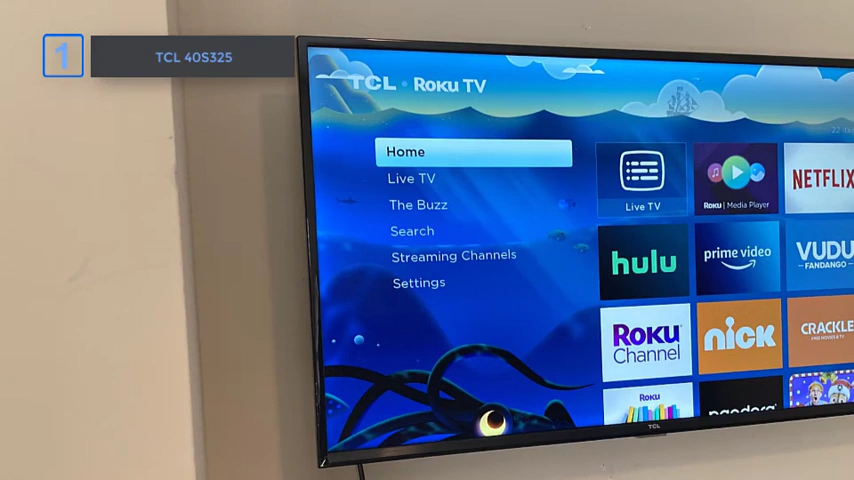 1
TCL 40S325
TCL • Roku TV
Home
Live TV
The Buzz
Search
Streaming Channels
Settings
Live TV
Roku | Media Player
NETFLIX
hulu
prime video
VUDU
FANDANGO
Roku
Channel
nick
CRACKLE
FREE MOVIES & TV
Roku
pandora
TCL